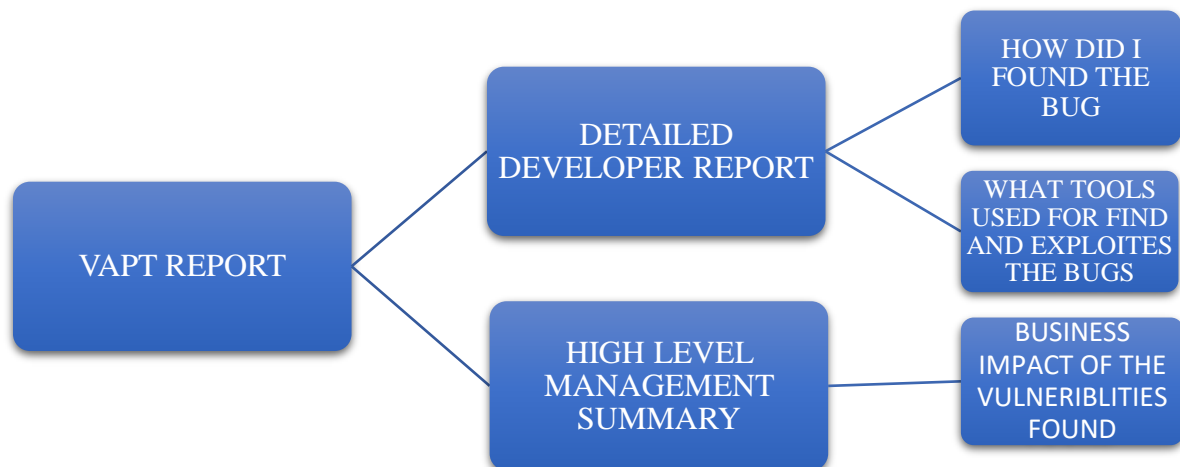 VAPT REPORT
DETAILED
DEVELOPER REPORT
HOW DID I
FOUND THE
BUG
WHAT TOOLS
USED FOR FIND
AND EXPLOITES
THE BUGS
HIGH LEVEL
MANAGEMENT
SUMMARY
BUSINESS
IMPACT OF THE
VULNERIBLITIES
FOUND